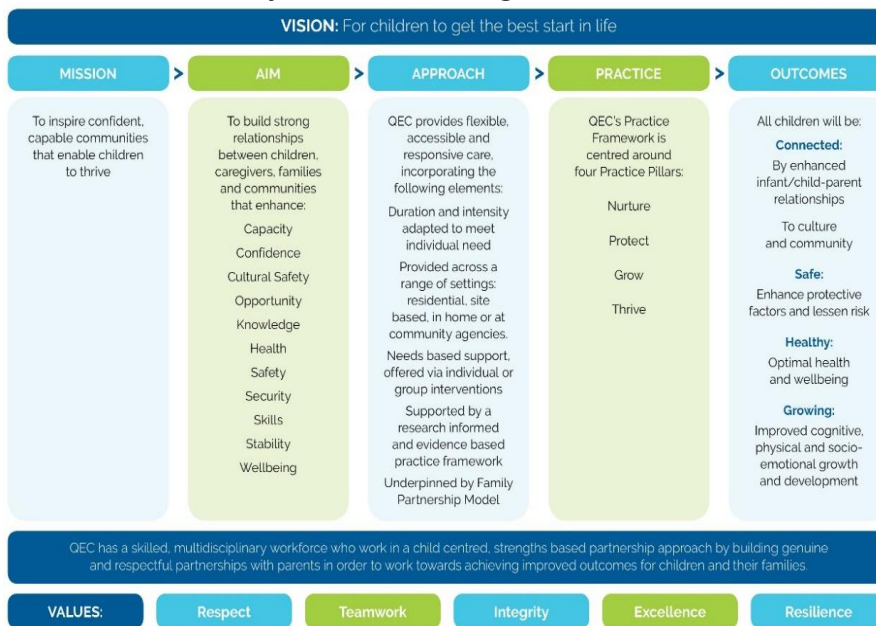 VISION: For children to get the best start in life
MISSION > AIM > APPROACH > PRACTICE > OUTCOMES
To inspire confident,
capable communities
that enable children
to thrive
To build strong
relationships
between children,
caregivers, families
and communities
that enhance:
Capacity
Confidence
Cultural Safety
Opportunity
Knowledge
Health
Safety
Security
Skills
Stability
Wellbeing
QEC provides flexible,
accessible and
responsive care,
incorporating the
following elements:
Duration and intensity
adapted to meet
individual need
Provided across a
range of settings:
residential, site
based, in home or at
community agencies.
Needs based support,
offered via individual or
group interventions
Supported by a
research informed
and evidence based
practice framework
Underpinned by Family
Partnership Model
QEC's Practice
Framework is
centred around
four Practice Pillars:
Nurture
Protect
Grow
Thrive
All children will be:
Connected:
By enhanced
infant/child-parent
relationships
To culture
and community
Safe:
Enhance protective
factors and lessen risk
Healthy:
Optimal health
and wellbeing
Growing:
Improved cognitive,
physical and socio-
emotional growth
and development
QEC has a skilled, multidisciplinary workforce who work in a child centred, strengths based partnership approach by building genuine
and respectful partnerships with parents in order to work towards achieving improved outcomes for children and their families.
VALUES: Respect Teamwork Integrity Excellence Resilience